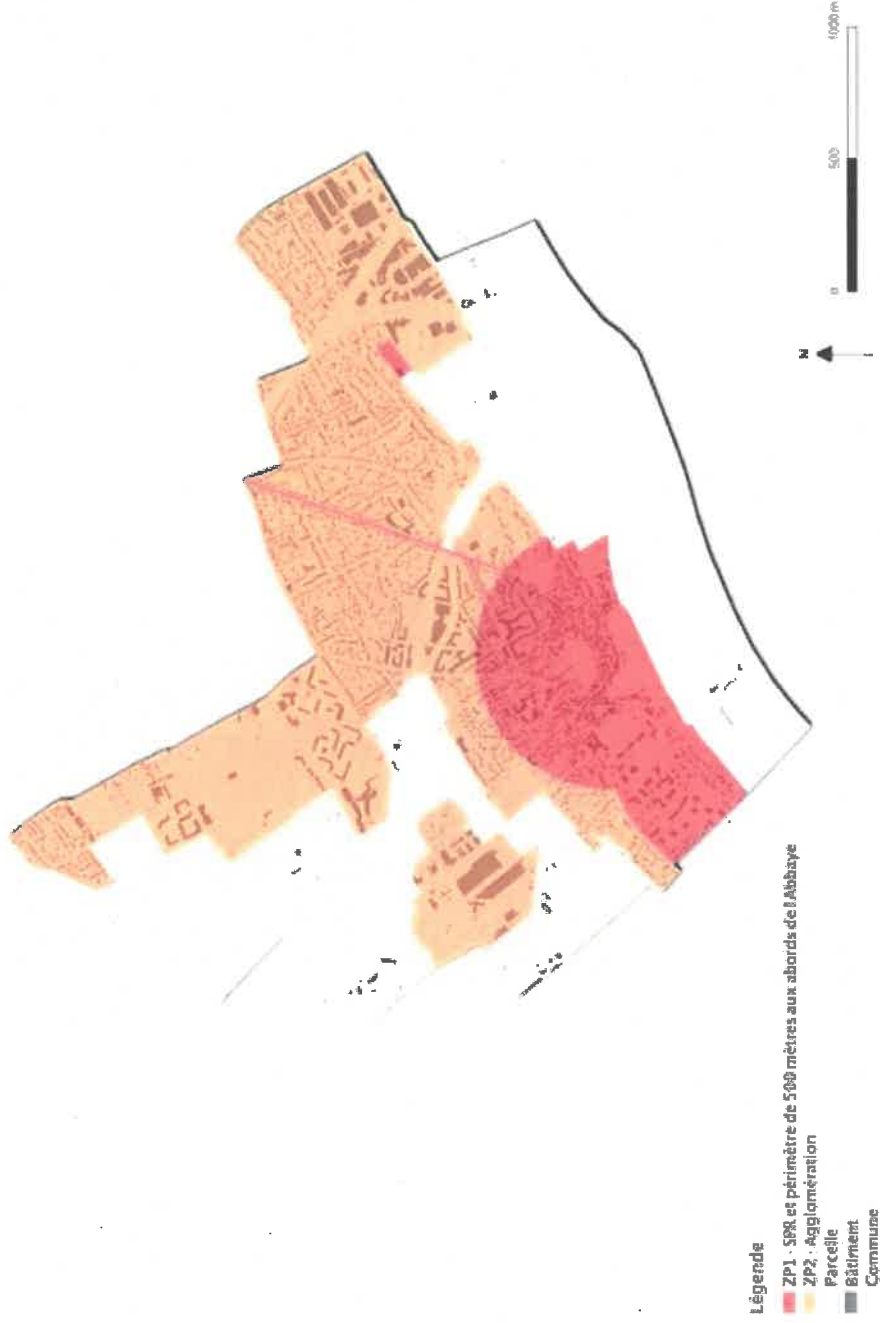 Légende
ZP1 - SPR et périmètre de 500 mètres aux abords de l'Abbaye
ZP2 - Agglomération
Parcelle
Bâtiment
Commune
N
0 500 1000 m